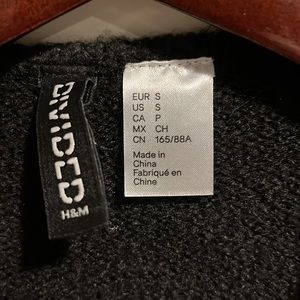 DIVIDED
H&M
EUR S
US S
CA P
MX CH
CN 165/88A
Made in
China
Fabriqué en
Chine